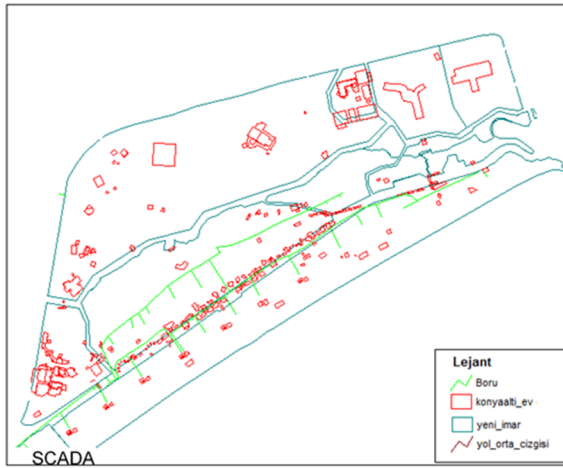 SCADA
Lejant
Boru
konyaalti_ev
yeni_imar
yol_orta_cizgisi